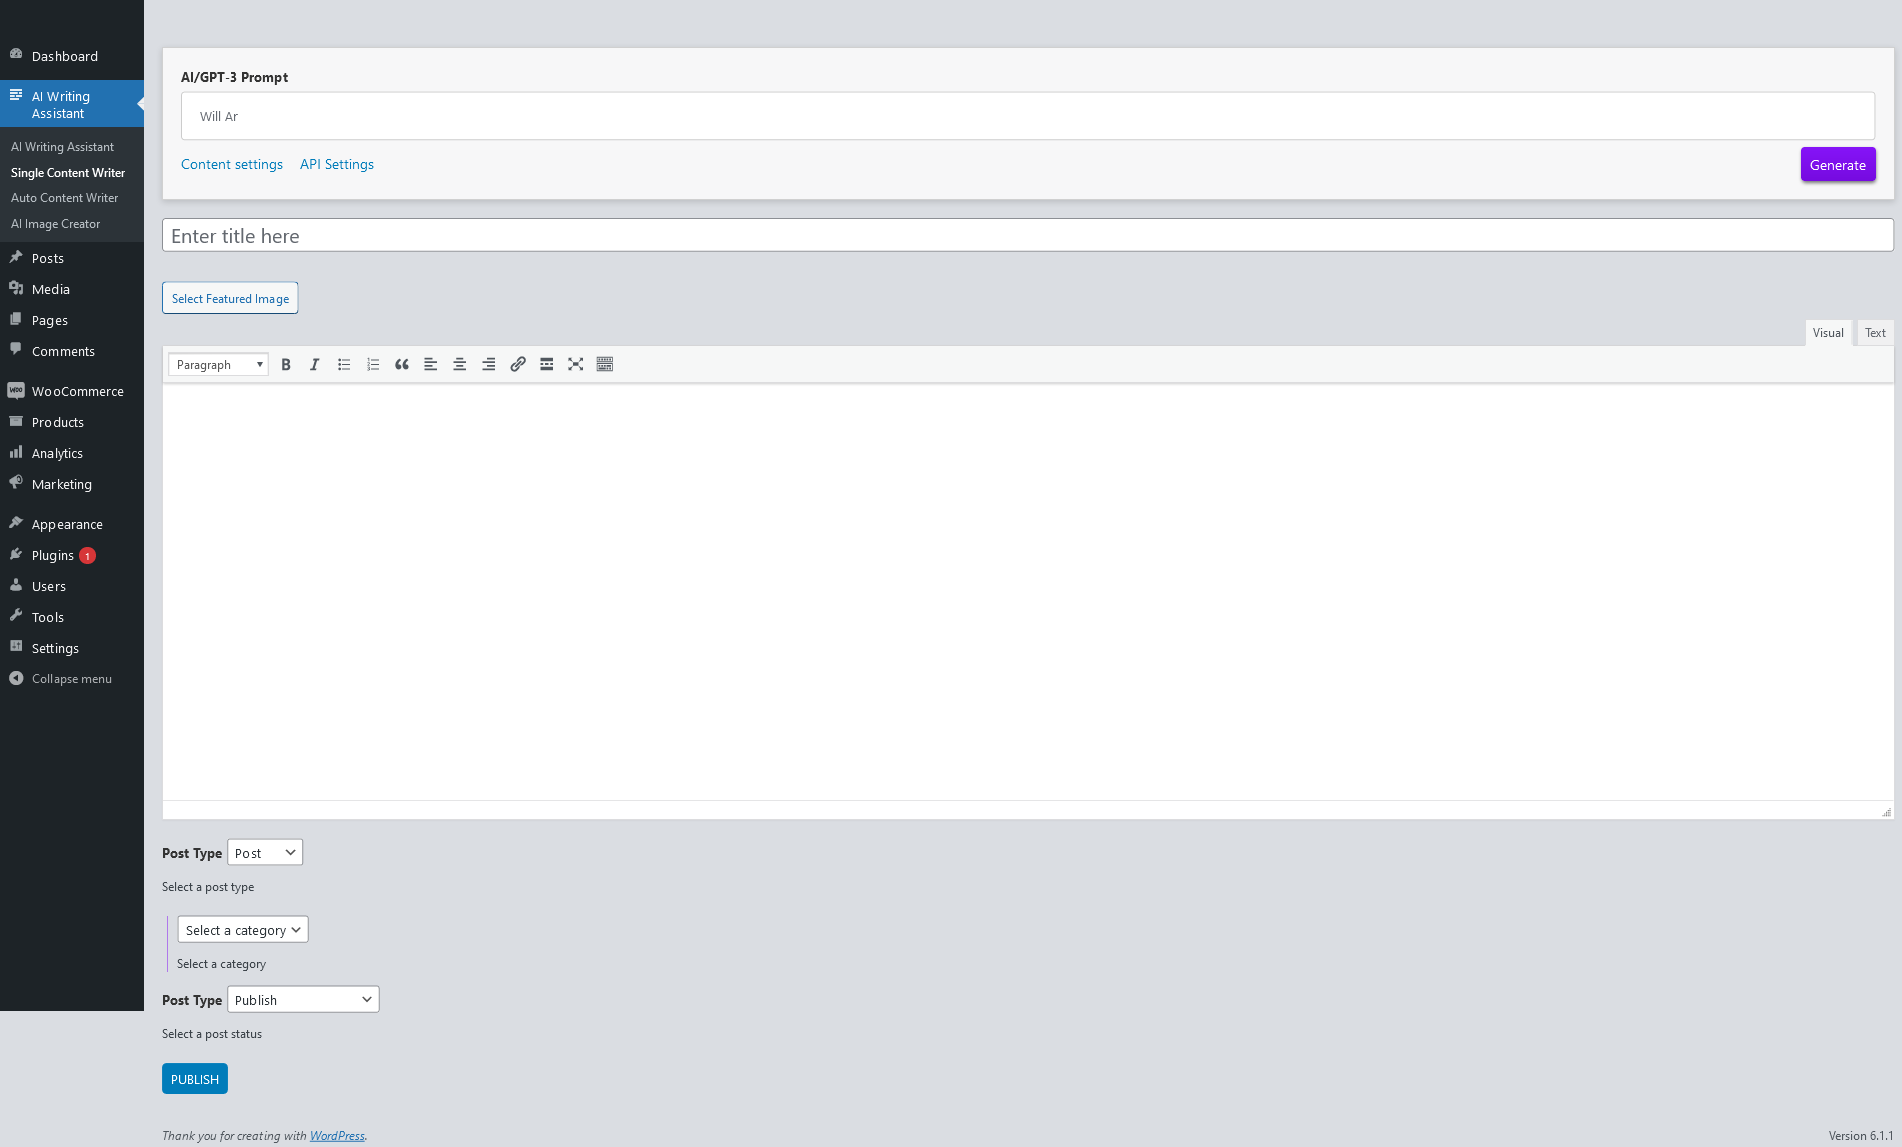 Dashboard
AI Writing
Assistant
AI Writing Assistant
Single Content Writer
Auto Content Writer
AI Image Creator
Posts
Media
Pages
Comments
WooCommerce
Products
Analytics
Marketing
Appearance
Plugins 1
Users
Tools
Settings
Collapse menu
AI/GPT-3 Prompt
Will Ar
Content settings API Settings
Generate
Enter title here
Select Featured Image
Visual Text
Paragraph
Post Type Post
Select a post type
Select a category
Select a category
Post Type Publish
Select a post status
PUBLISH
Thank you for creating with WordPress.
Version 6.1.1